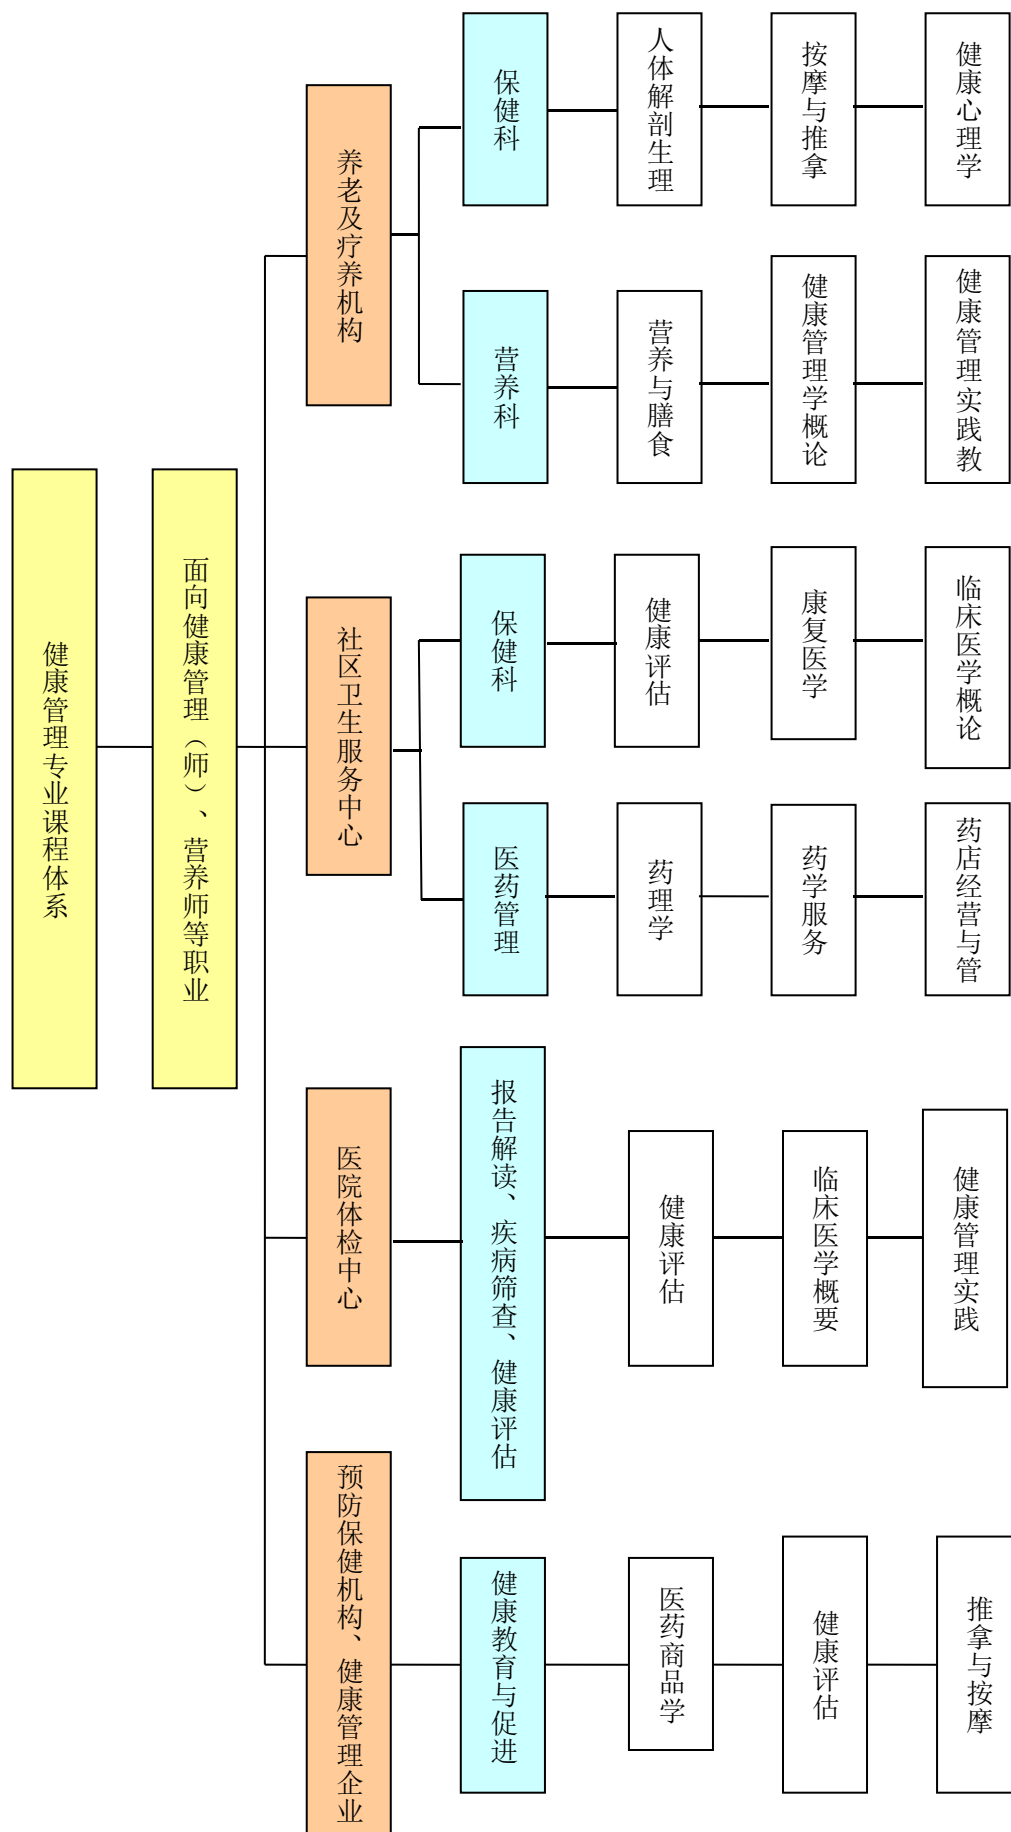 健康管理专业课程体系
面向健康管理（师）、营养师等职业
养老及疗养机构
保健科
人体解剖生理
按摩与推拿
健康心理学
营养科
营养与膳食
健康管理学概论
健康管理实践教
社区卫生服务中心
保健科
健康评估
康复医学
临床医学概论
医药管理
药理学
药学服务
药店经营与管
医院体检中心
报告解读、疾病筛查、健康评估
健康评估
临床医学概要
健康管理实践
预防保健机构、健康管理企业
健康教育与促进
医药商品学
健康评估
推拿与按摩